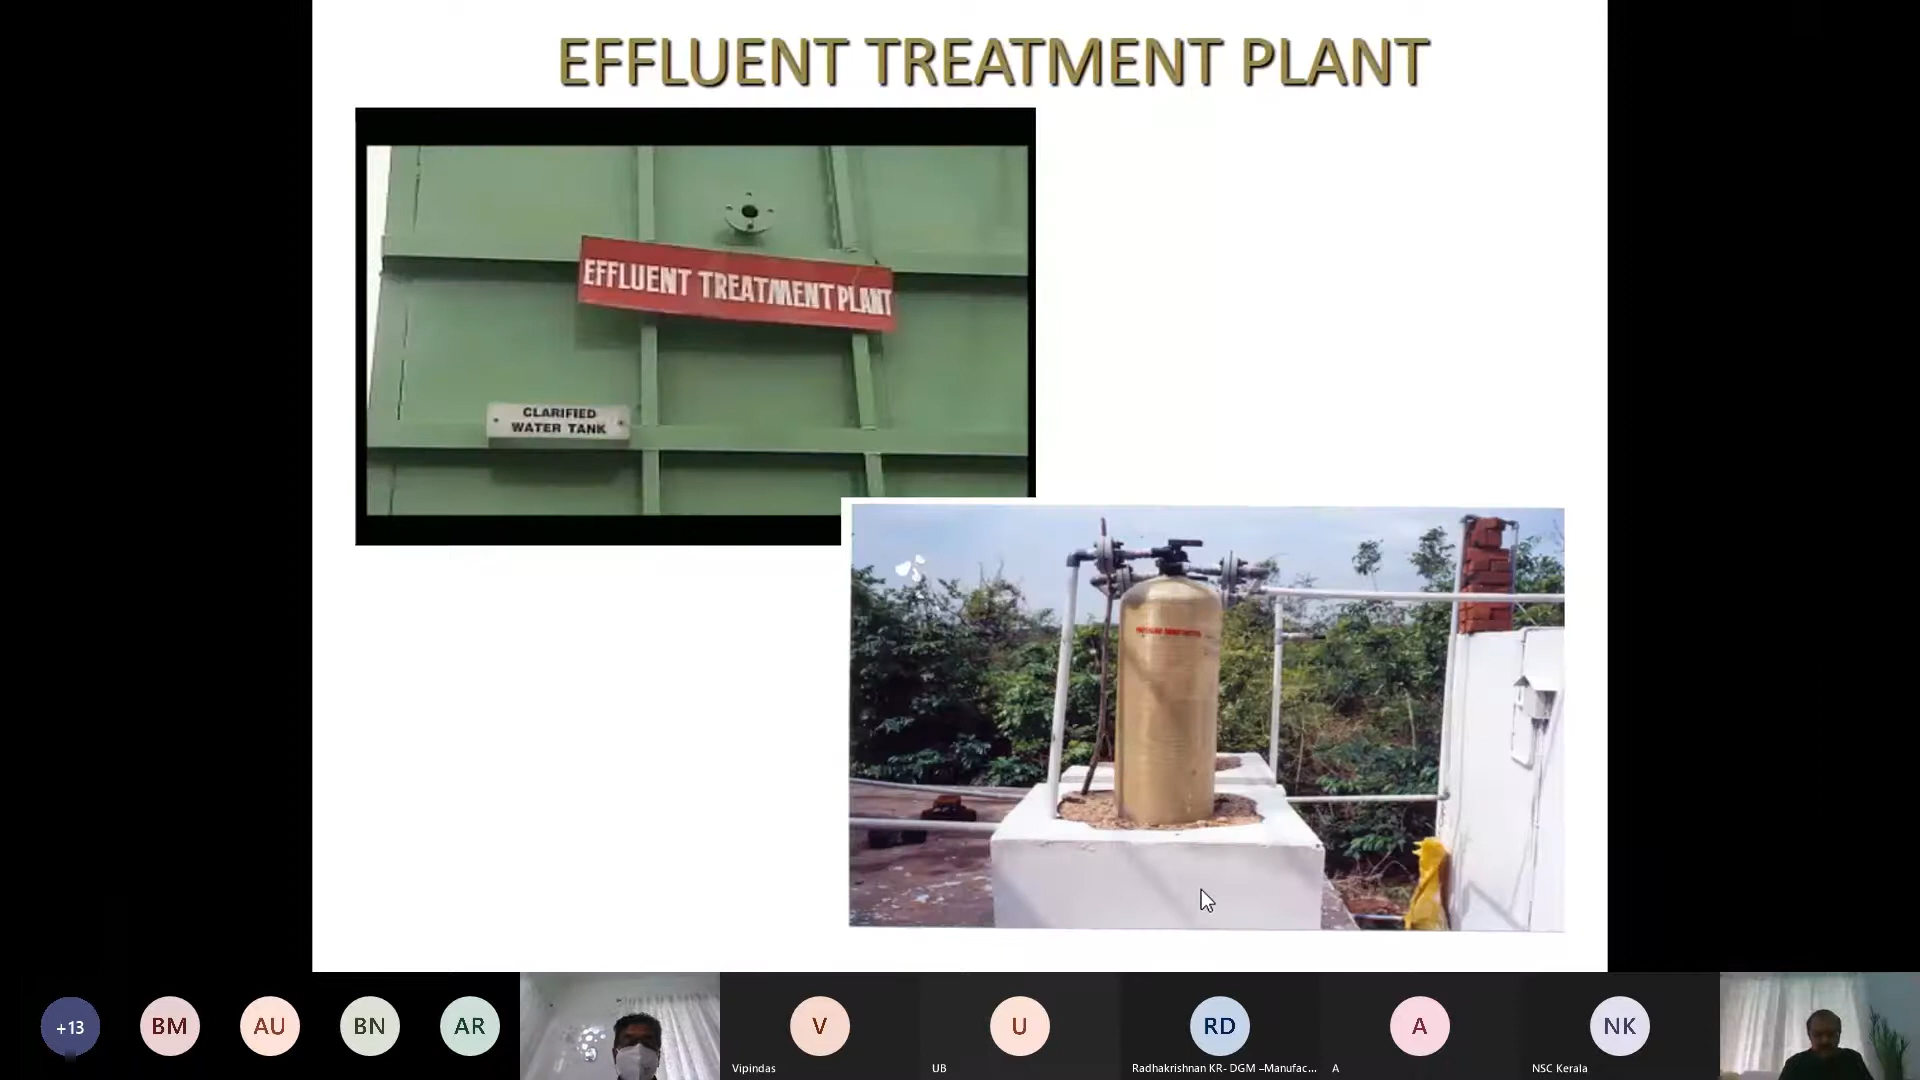 EFFLUENT TREATMENT PLANT
EFFLUENT TREATMENT PLANT
CLARIFIED
WATER TANK
+13
BM
AU
BN
AR
V
U
RD
A
NK
Vipindas
UB
Radhakrishnan KR- DGM –Manufac...
A
NSC Kerala